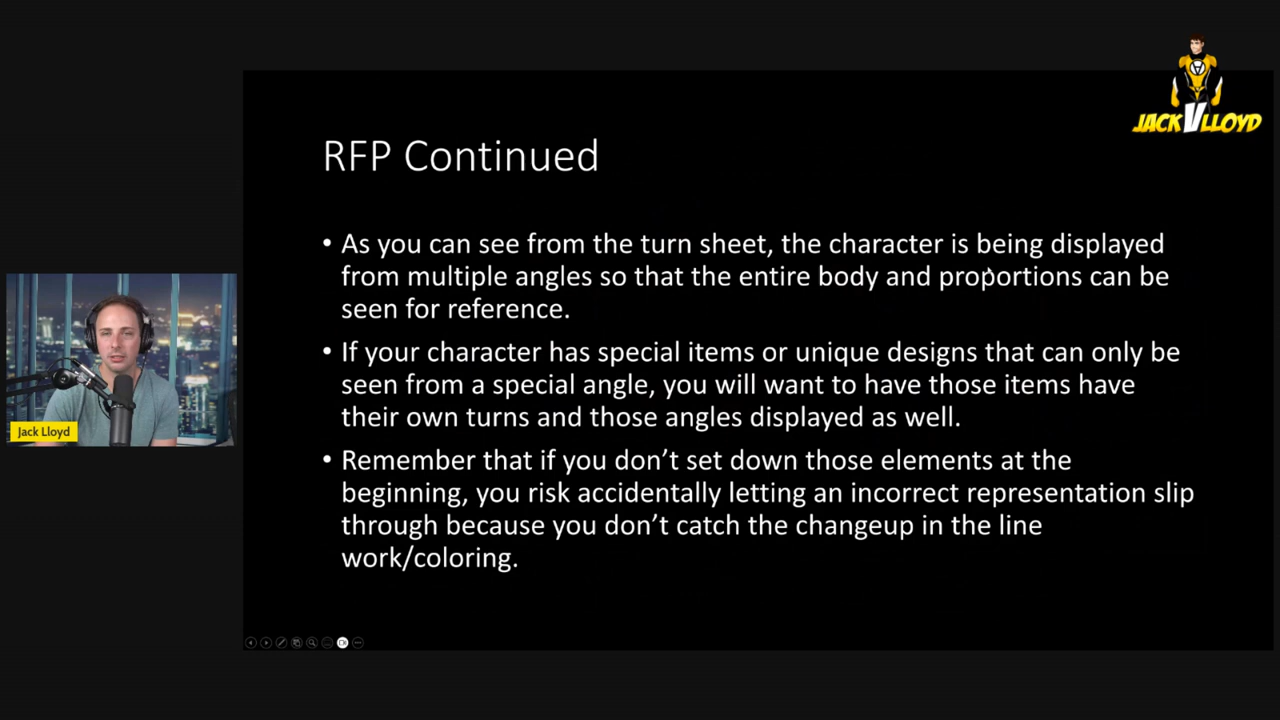 JACK V LLOYD
RFP Continued
• As you can see from the turn sheet, the character is being displayed
from multiple angles so that the entire body and proportions can be
seen for reference.
• If your character has special items or unique designs that can only be
seen from a special angle, you will want to have those items have
their own turns and those angles displayed as well.
• Remember that if you don’t set down those elements at the
beginning, you risk accidentally letting an incorrect representation slip
through because you don’t catch the changeup in the line
work/coloring.
Jack Lloyd